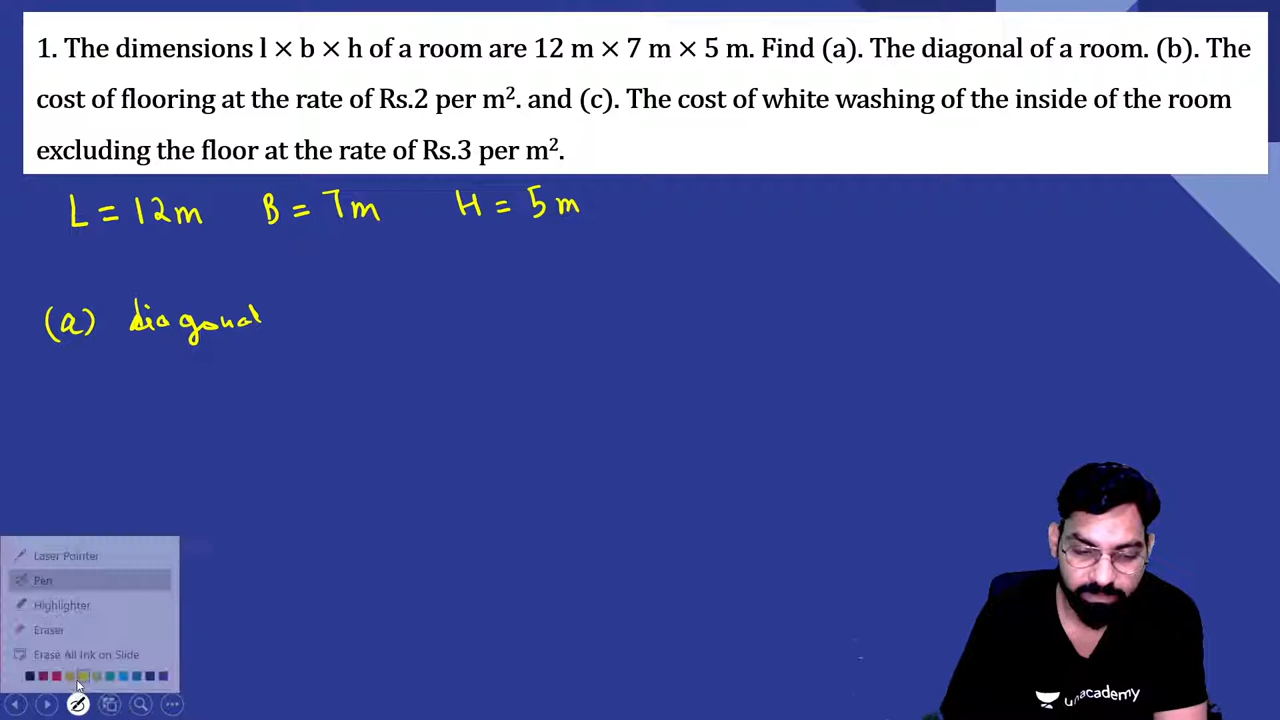 1. The dimensions l × b × h of a room are 12 m × 7 m × 5 m. Find (a). The diagonal of a room. (b). The
cost of flooring at the rate of Rs.2 per m². and (c). The cost of white washing of the inside of the room
excluding the floor at the rate of Rs.3 per m².
L = 12m B = 7m H = 5m
(a) diagonal
Laser Pointer
Pen
Highlighter
Eraser
Erase All Ink on Slide
unacademy